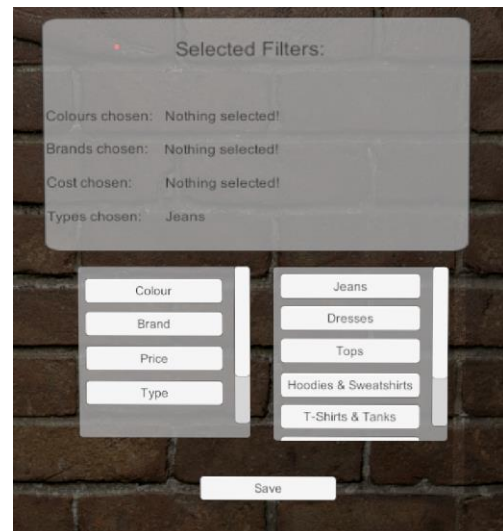 Selected Filters:
Colours chosen: Nothing selected!
Brands chosen: Nothing selected!
Cost chosen: Nothing selected!
Types chosen: Jeans
Colour
Brand
Price
Type
Jeans
Dresses
Tops
Hoodies & Sweatshirts
T-Shirts & Tanks
Save